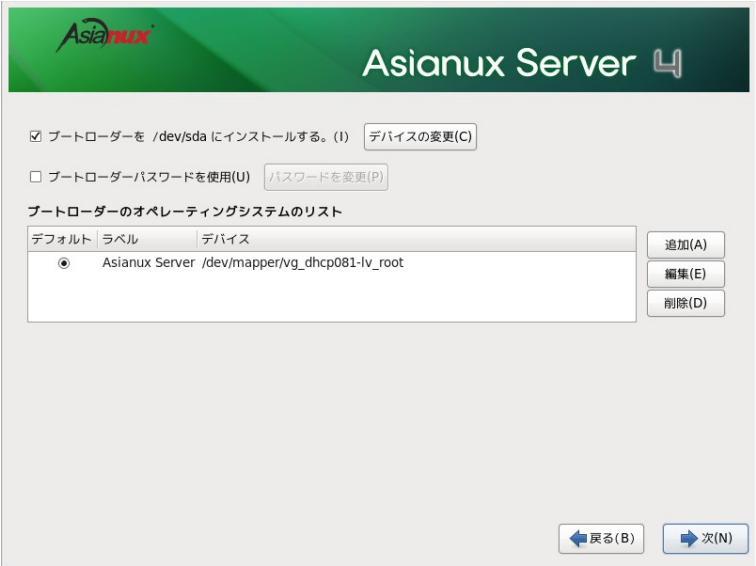 Asianux
Asianux Server 4
ブートローダーを /dev/sda にインストールする。(I) デバイスの変更(C)
ブートローダーパスワードを使用(U) パスワードを変更(P)
ブートローダーのオペレーティングシステムのリスト
デフォルト ラベル デバイス
Asianux Server /dev/mapper/vg_dhcp081-lv_root
追加(A)
編集(E)
削除(D)
戻る(B) 次(N)